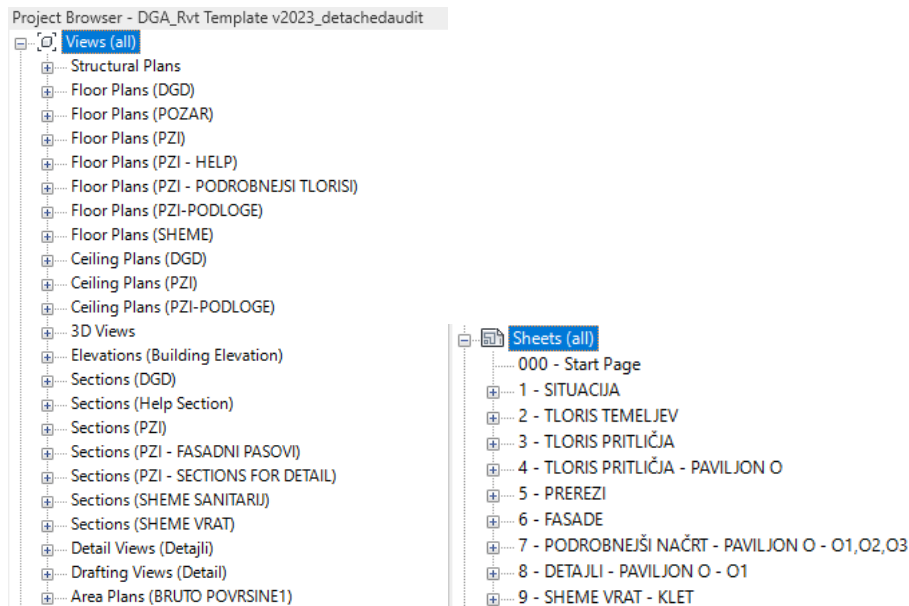 Project Browser - DGA_Rvt Template v2023_detachedaudit
Views (all)
Structural Plans
Floor Plans (DGD)
Floor Plans (POZAR)
Floor Plans (PZI)
Floor Plans (PZI - HELP)
Floor Plans (PZI - PODROBNEJSI TLORISI)
Floor Plans (PZI-PODLOGE)
Floor Plans (SHEME)
Ceiling Plans (DGD)
Ceiling Plans (PZI)
Ceiling Plans (PZI-PODLOGE)
3D Views
Elevations (Building Elevation)
Sections (DGD)
Sections (Help Section)
Sections (PZI)
Sections (PZI - FASADNI PASOVI)
Sections (PZI - SECTIONS FOR DETAIL)
Sections (SHEME SANITARIJ)
Sections (SHEME VRAT)
Detail Views (Detajli)
Drafting Views (Detail)
Area Plans (BRUTO POVRSINE1)
Sheets (all)
000 - Start Page
1 - SITUACIJA
2 - TLORIS TEMELJEV
3 - TLORIS PRITLIČJA
4 - TLORIS PRITLIČJA - PAVILJON O
5 - PREREZI
6 - FASADE
7 - PODROBNEJŠI NAČRT - PAVILJON O - O1,O2,O3
8 - DETAJLI - PAVILJON O - O1
9 - SHEME VRAT - KLET